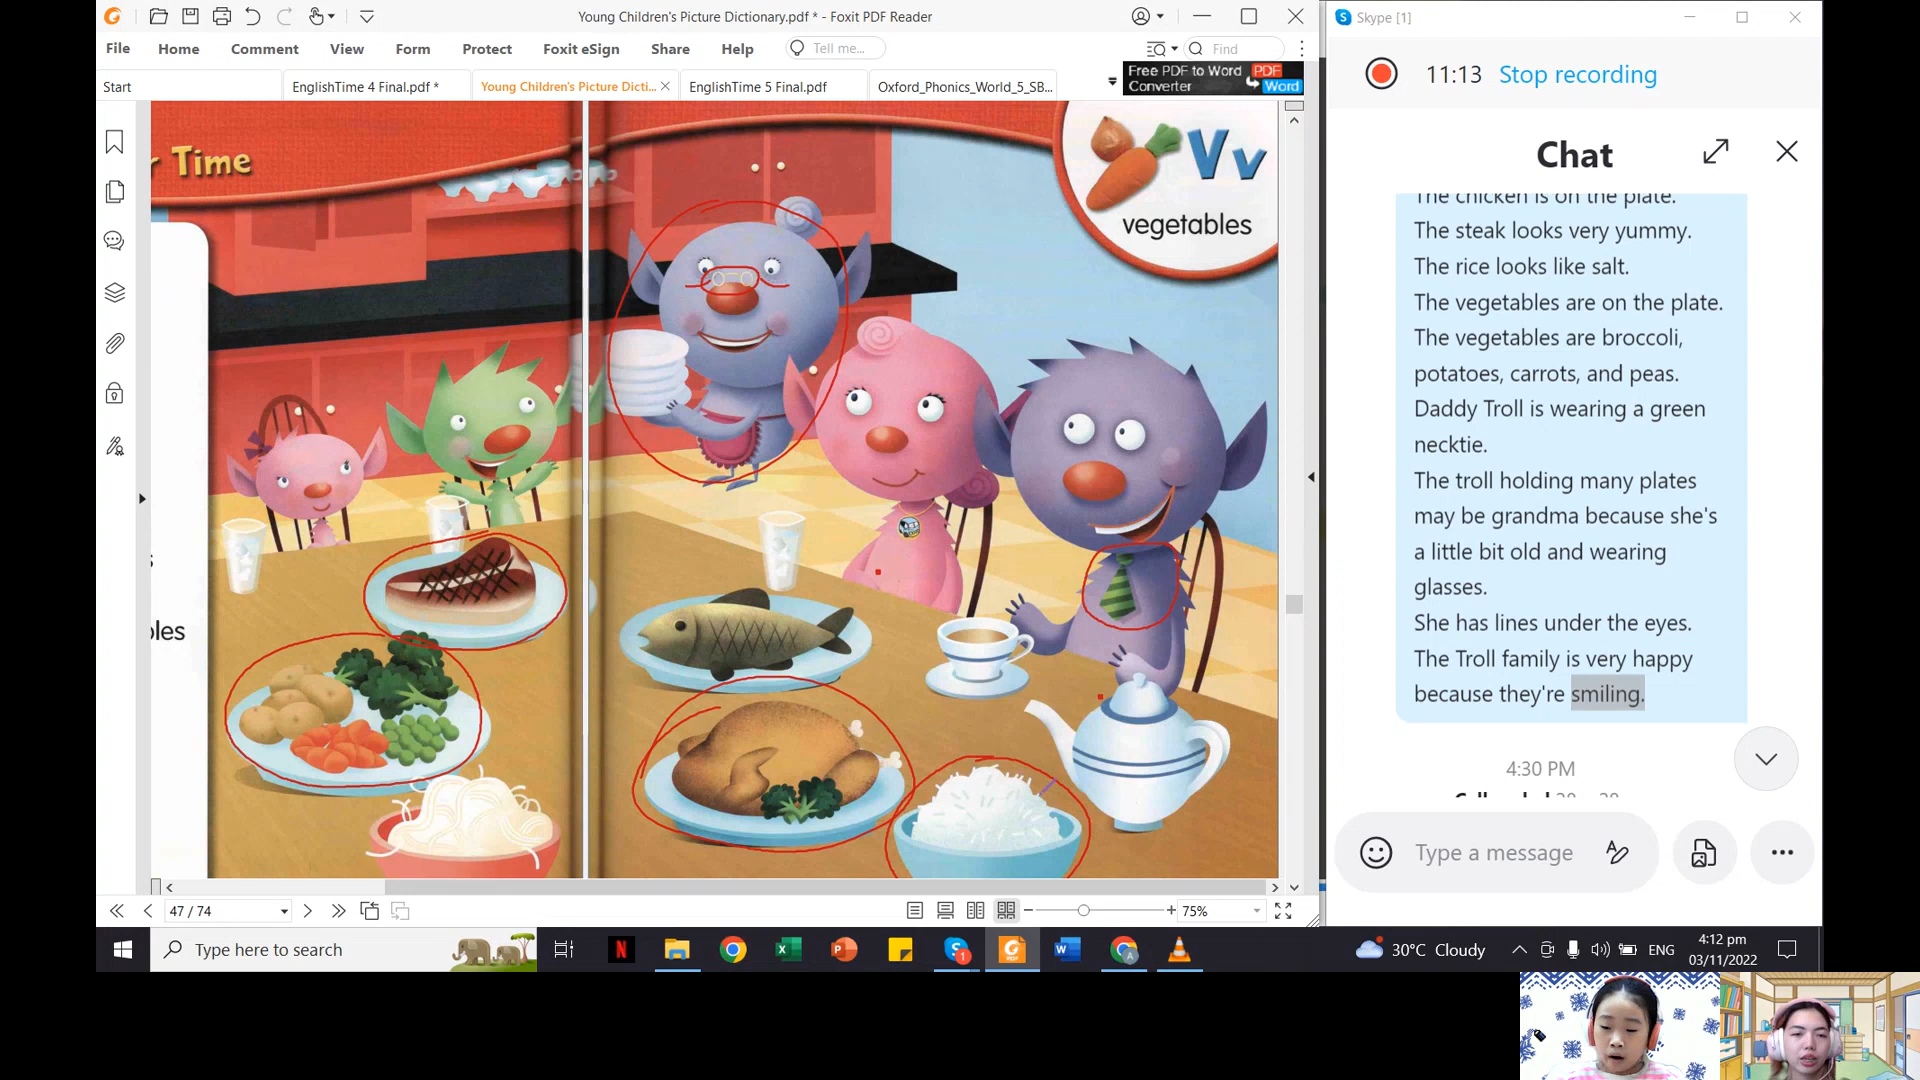 Young Children's Picture Dictionary.pdf * - Foxit PDF Reader
File Home Comment View Form Protect Foxit eSign Share Help Tell me... Find
Start
EnglishTime 4 Final.pdf *
Young Children's Picture Dicti...
EnglishTime 5 Final.pdf
Oxford_Phonics_World_5_SB...
Free PDF to Word PDF
Converter Word
r Time
Vv
vegetables
bles
47 / 74
75%
Skype [1]
11:13 Stop recording
Chat
The chicken is on the plate.
The steak looks very yummy.
The rice looks like salt.
The vegetables are on the plate.
The vegetables are broccoli,
potatoes, carrots, and peas.
Daddy Troll is wearing a green
necktie.
The troll holding many plates
may be grandma because she's
a little bit old and wearing
glasses.
She has lines under the eyes.
The Troll family is very happy
because they're smiling.
4:30 PM
Type a message
Type here to search
30°C Cloudy
ENG
4:12 pm
03/11/2022